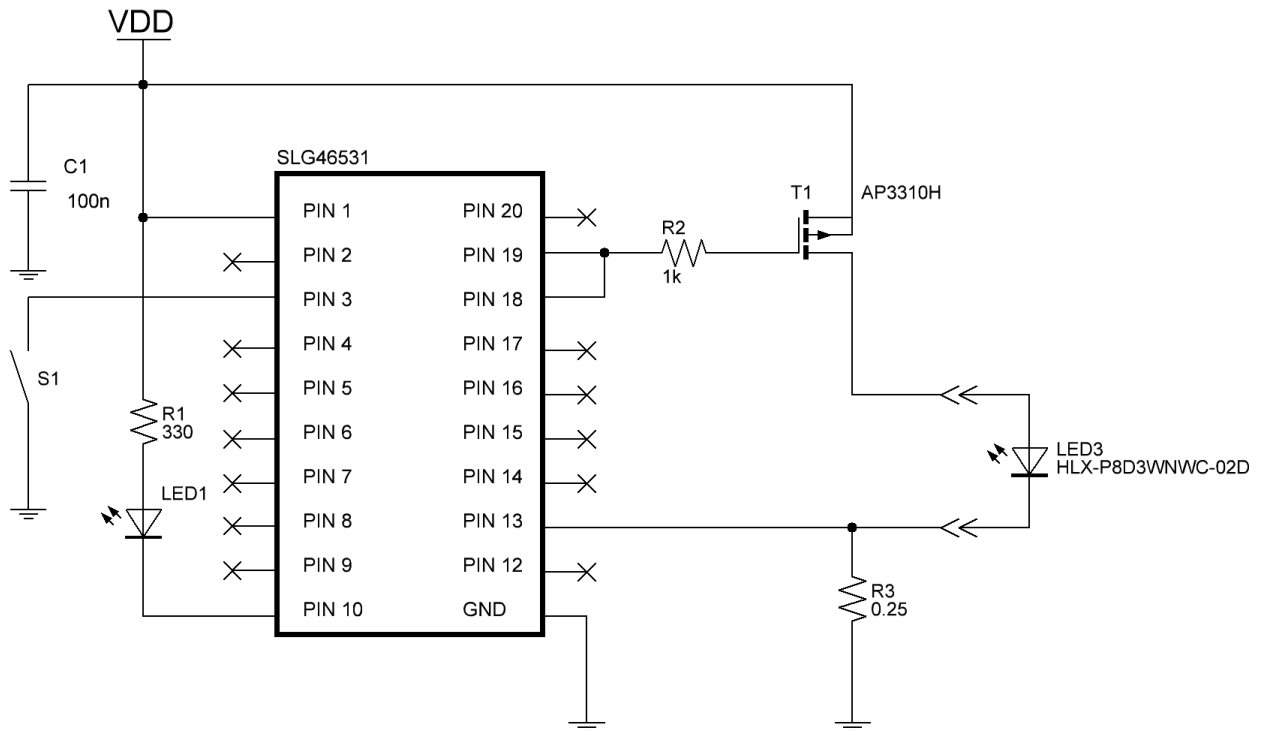 VDD
C1
100n
SLG46531
PIN 1
PIN 2
PIN 3
PIN 4
PIN 5
PIN 6
PIN 7
PIN 8
PIN 9
PIN 10
PIN 20
PIN 19
PIN 18
PIN 17
PIN 16
PIN 15
PIN 14
PIN 13
PIN 12
GND
S1
R1
330
LED1
R2
1k
T1
AP3310H
LED3
HLX-P8D3WNWC-02D
R3
0.25